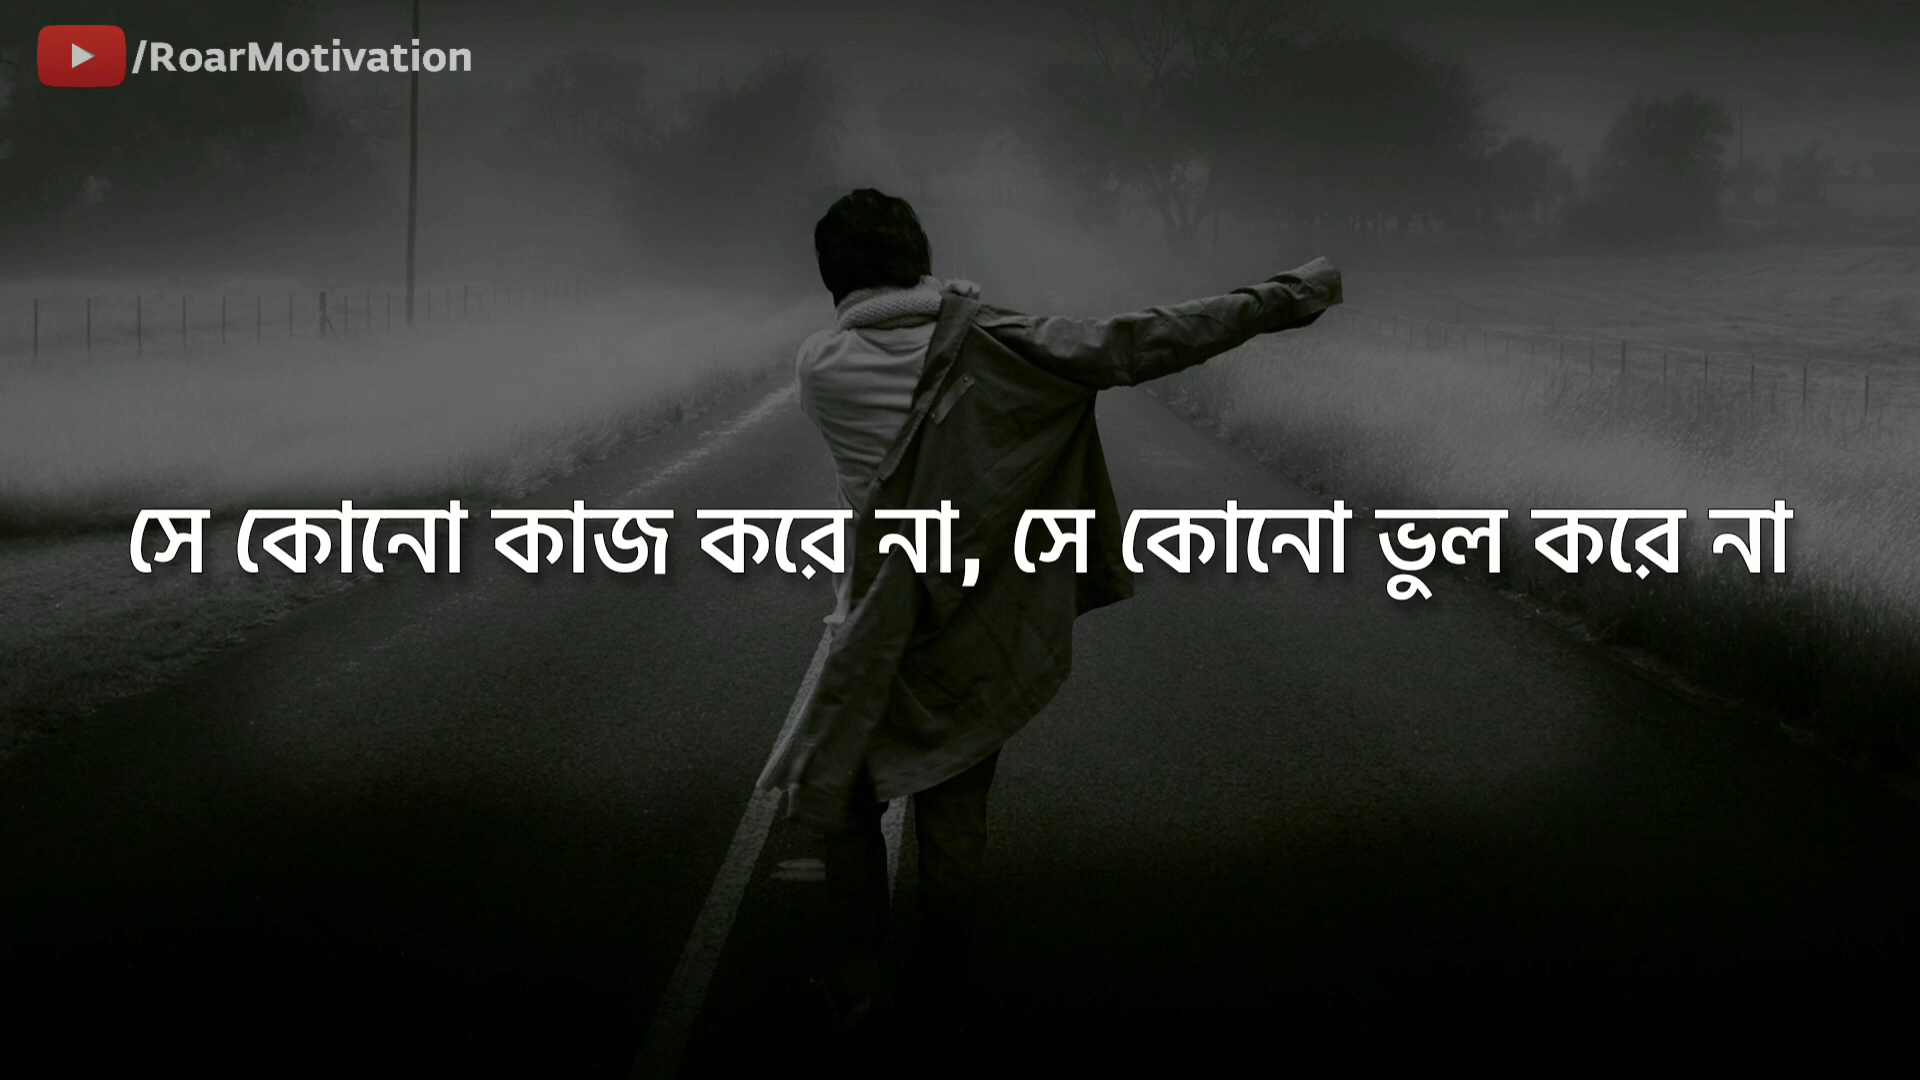 /RoarMotivation
সে কোনো কাজ করে না, সে কোনো ভুল করে না